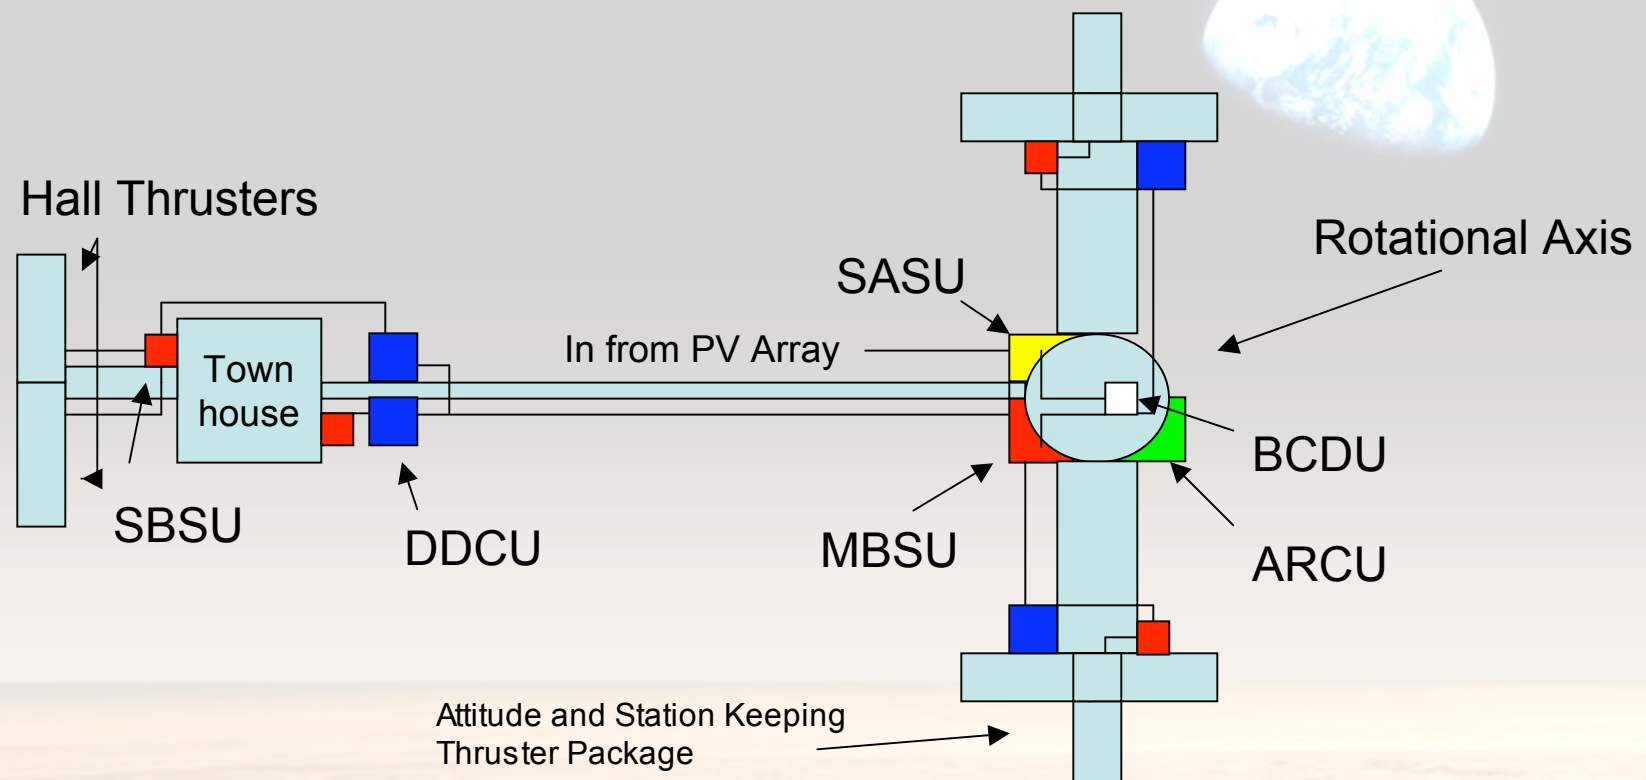 Hall Thrusters
Rotational Axis
SASU
In from PV Array
Town
house
BCDU
SBSU
DDCU
MBSU
ARCU
Attitude and Station Keeping
Thruster Package